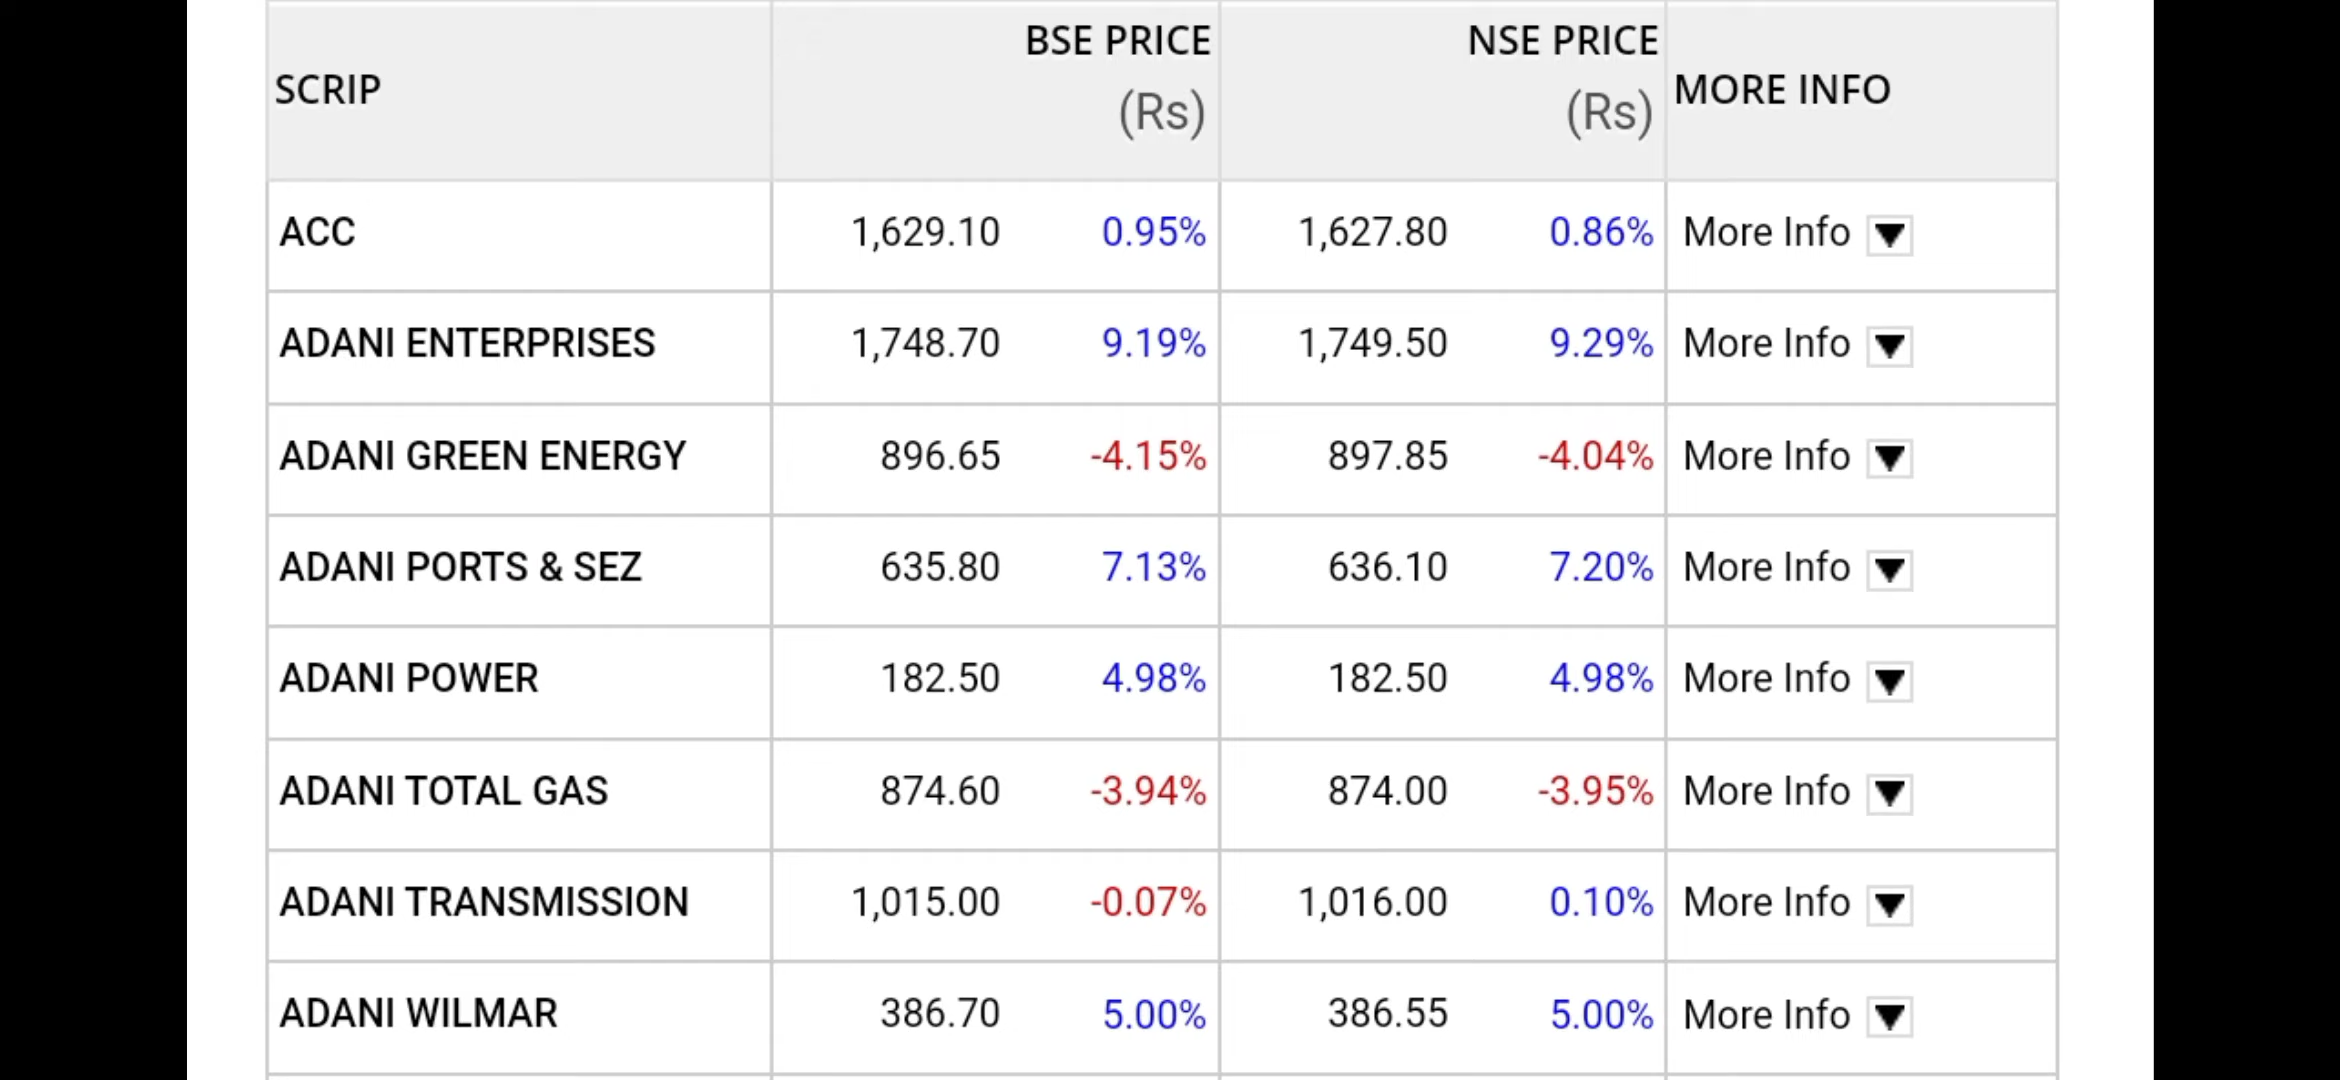 SCRIP BSE PRICE (Rs) NSE PRICE (Rs) MORE INFO
ACC 1,629.10 0.95% 1,627.80 0.86% More Info
ADANI ENTERPRISES 1,748.70 9.19% 1,749.50 9.29% More Info
ADANI GREEN ENERGY 896.65 -4.15% 897.85 -4.04% More Info
ADANI PORTS & SEZ 635.80 7.13% 636.10 7.20% More Info
ADANI POWER 182.50 4.98% 182.50 4.98% More Info
ADANI TOTAL GAS 874.60 -3.94% 874.00 -3.95% More Info
ADANI TRANSMISSION 1,015.00 -0.07% 1,016.00 0.10% More Info
ADANI WILMAR 386.70 5.00% 386.55 5.00% More Info